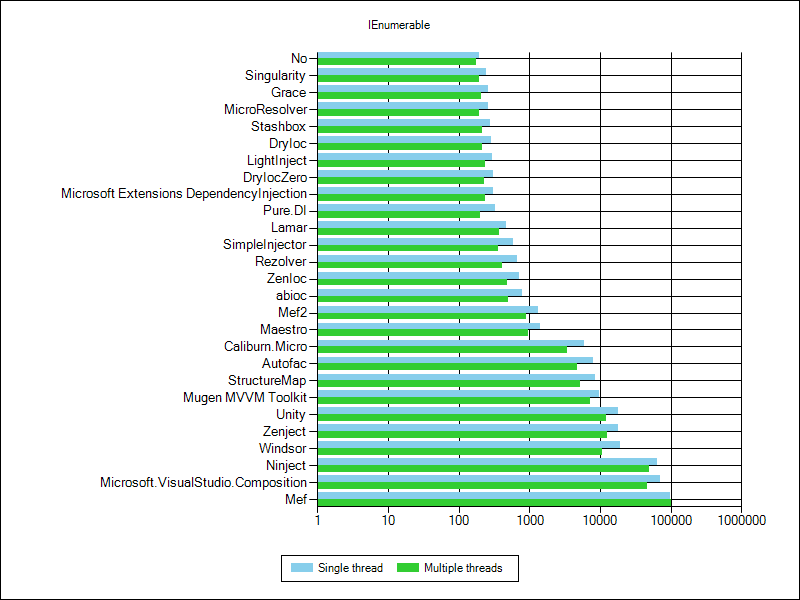 IEnumerable
No
Singularity
Grace
MicroResolver
Stashbox
DryIoc
LightInject
DryIocZero
Microsoft Extensions DependencyInjection
Pure.DI
Lamar
SimpleInjector
Rezolver
ZenIoc
abioc
Mef2
Maestro
Caliburn.Micro
Autofac
StructureMap
Mugen MVVM Toolkit
Unity
Zenject
Windsor
Ninject
Microsoft.VisualStudio.Composition
Mef
1 10 100 1000 10000 100000 1000000
Single thread Multiple threads